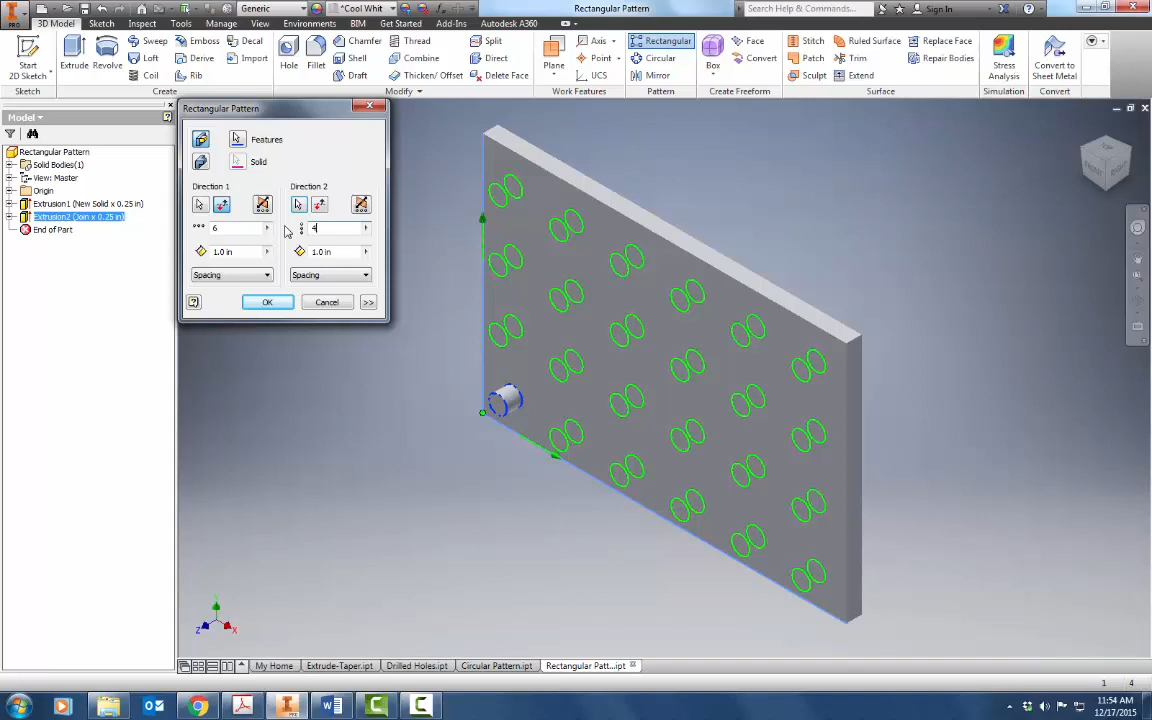 PRO
Generic
*Cool Whit
Rectangular Pattern
Search Help & Commands...
Sign In
3D Model
Sketch
Inspect
Tools
Manage
View
Environments
BIM
Get Started
Add-Ins
Autodesk A360
Start
2D Sketch
Extrude
Revolve
Sweep
Emboss
Decal
Loft
Derive
Import
Coil
Rib
Hole
Fillet
Chamfer
Thread
Split
Shell
Combine
Direct
Draft
Thicken/ Offset
Delete Face
Plane
Axis
Point
UCS
Rectangular
Circular
Mirror
Box
Face
Convert
Stitch
Ruled Surface
Replace Face
Patch
Trim
Repair Bodies
Sculpt
Extend
Stress
Analysis
Convert to
Sheet Metal
Sketch
Create
Modify
Work Features
Pattern
Create Freeform
Surface
Simulation
Convert
Model
Rectangular Pattern
Solid Bodies(1)
View: Master
Origin
Extrusion1 (New Solid x 0.25 in)
Extrusion2 (Join x 0.25 in)
End of Part
Rectangular Pattern
Features
Solid
Direction 1
Direction 2
6
4
1.0 in
1.0 in
Spacing
Spacing
OK
Cancel
>>
TOP
FRONT
RIGHT
Y
Z
X
My Home
Extrude-Taper.ipt
Drilled Holes.ipt
Circular Pattern.ipt
Rectangular Patt...ipt
1
4
11:54 AM
12/17/2015